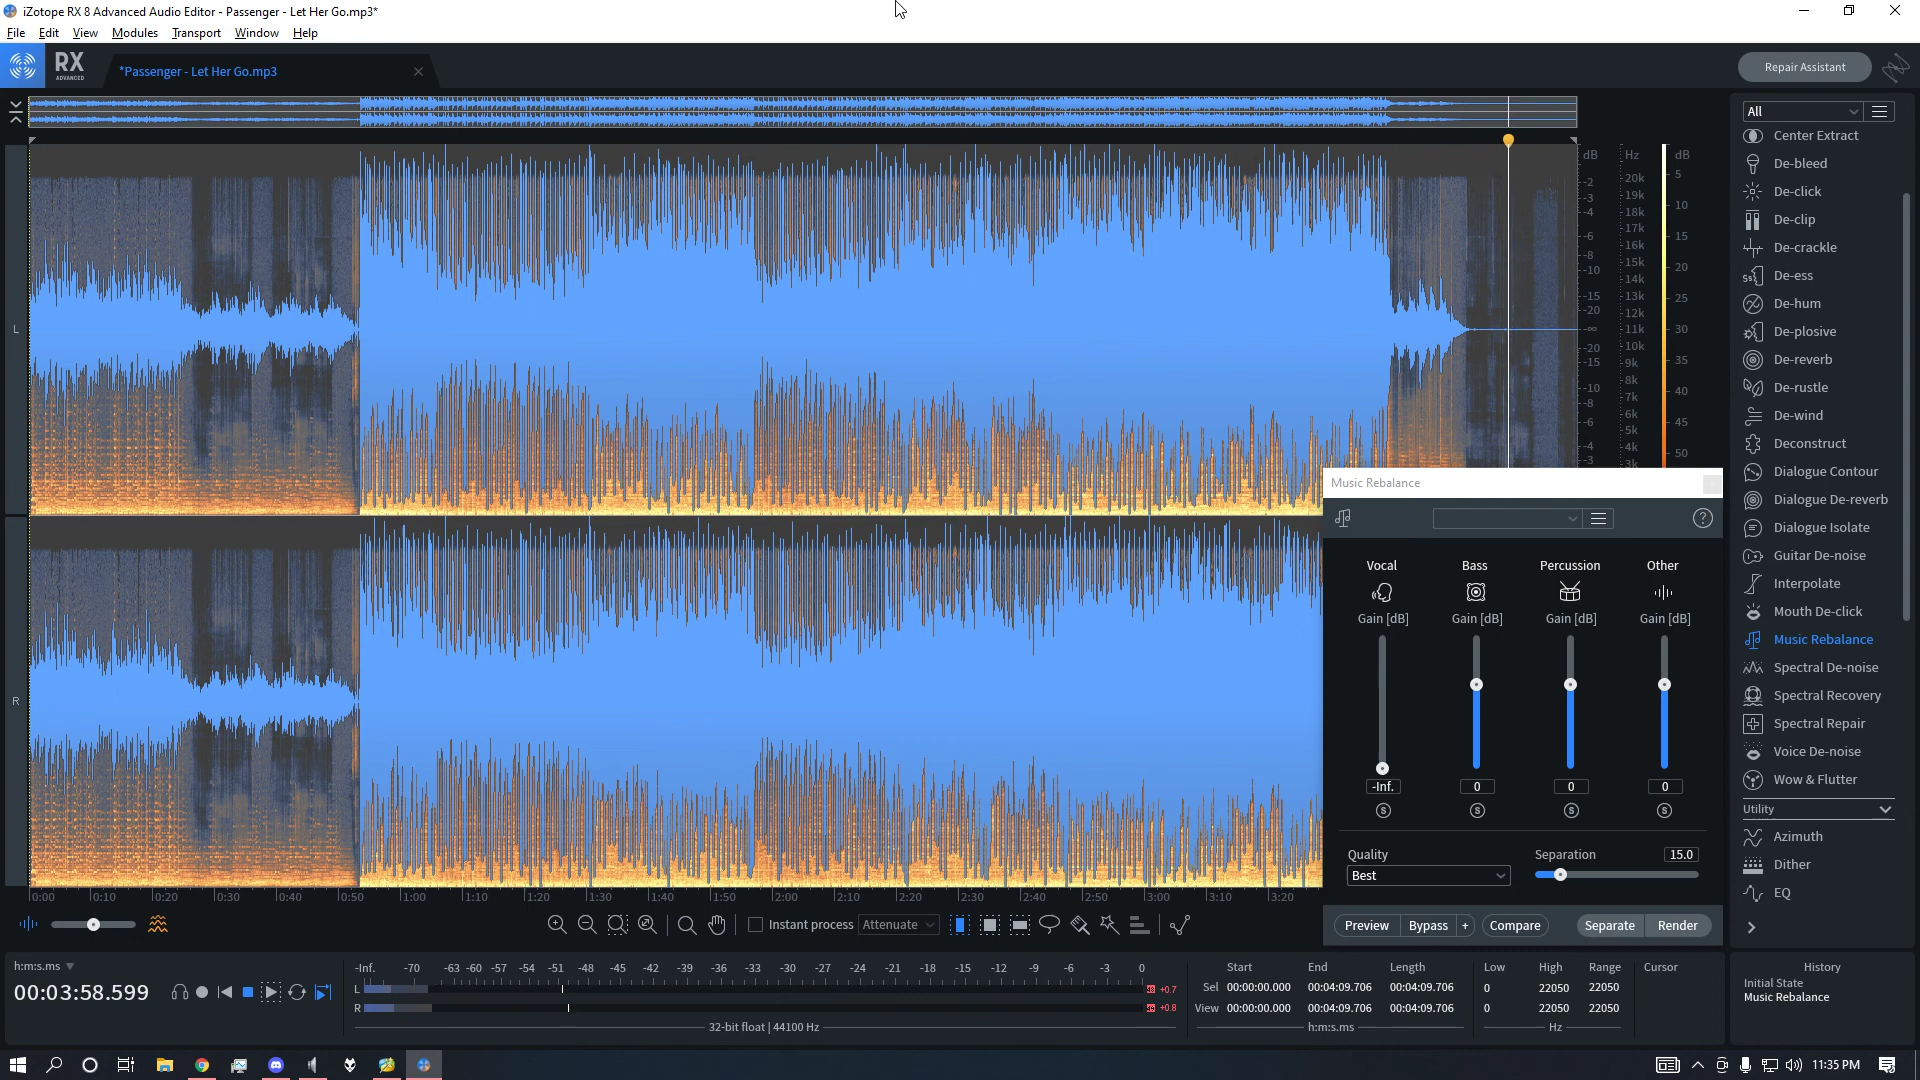 iZotope RX 8 Advanced Audio Editor - Passenger - Let Her Go.mp3*
File Edit View Modules Transport Window Help
RX ADVANCED
*Passenger - Let Her Go.mp3
Repair Assistant
All
Center Extract
De-bleed
De-click
De-clip
De-crackle
De-ess
De-hum
De-plosive
De-reverb
De-rustle
De-wind
Deconstruct
Dialogue Contour
Dialogue De-reverb
Dialogue Isolate
Guitar De-noise
Interpolate
Mouth De-click
Music Rebalance
Spectral De-noise
Spectral Recovery
Spectral Repair
Voice De-noise
Wow & Flutter
Utility
Azimuth
Dither
EQ
L
R
dB
-2
-3
-4
-6
-8
-10
-15
-20
-∞
-20
-15
-10
-8
-6
-4
-3
Hz
20k
19k
18k
17k
16k
15k
14k
13k
12k
11k
10k
9k
8k
7k
6k
5k
4k
3k
dB
5
10
15
20
25
30
35
40
45
50
Music Rebalance
Vocal Bass Percussion Other
Gain [dB] Gain [dB] Gain [dB] Gain [dB]
-Inf. 0 0 0
S S S S
Quality Separation 15.0
Best
Preview Bypass + Compare Separate Render
0:00 0:10 0:20 0:30 0:40 0:50 1:00 1:10 1:20 1:30 1:40 1:50 2:00 2:10 2:20 2:30 2:40 2:50 3:00 3:10 3:20
Instant process Attenuate
h:m:s.ms
00:03:58.599
-Inf. -70 -63 -60 -57 -54 -51 -48 -45 -42 -39 -36 -33 -30 -27 -24 -21 -18 -15 -12 -9 -6 -3 0
L +0.7
R +0.8
32-bit float | 44100 Hz
Start End Length Low High Range Cursor
Sel 00:00:00.000 00:04:09.706 00:04:09.706 0 22050 22050
View 00:00:00.000 00:04:09.706 00:04:09.706 0 22050 22050
h:m:s.ms Hz
History
Initial State
Music Rebalance
11:35 PM